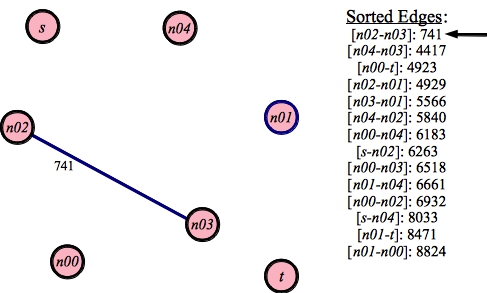 s
n04
n02
n01
741
n03
n00
t
Sorted Edges:
[n02-n03]: 741
[n04-n03]: 4417
[n00-t]: 4923
[n02-n01]: 4929
[n03-n01]: 5566
[n04-n02]: 5840
[n00-n04]: 6183
[s-n02]: 6263
[n00-n03]: 6518
[n01-n04]: 6661
[n00-n02]: 6932
[s-n04]: 8033
[n01-t]: 8471
[n01-n00]: 8824